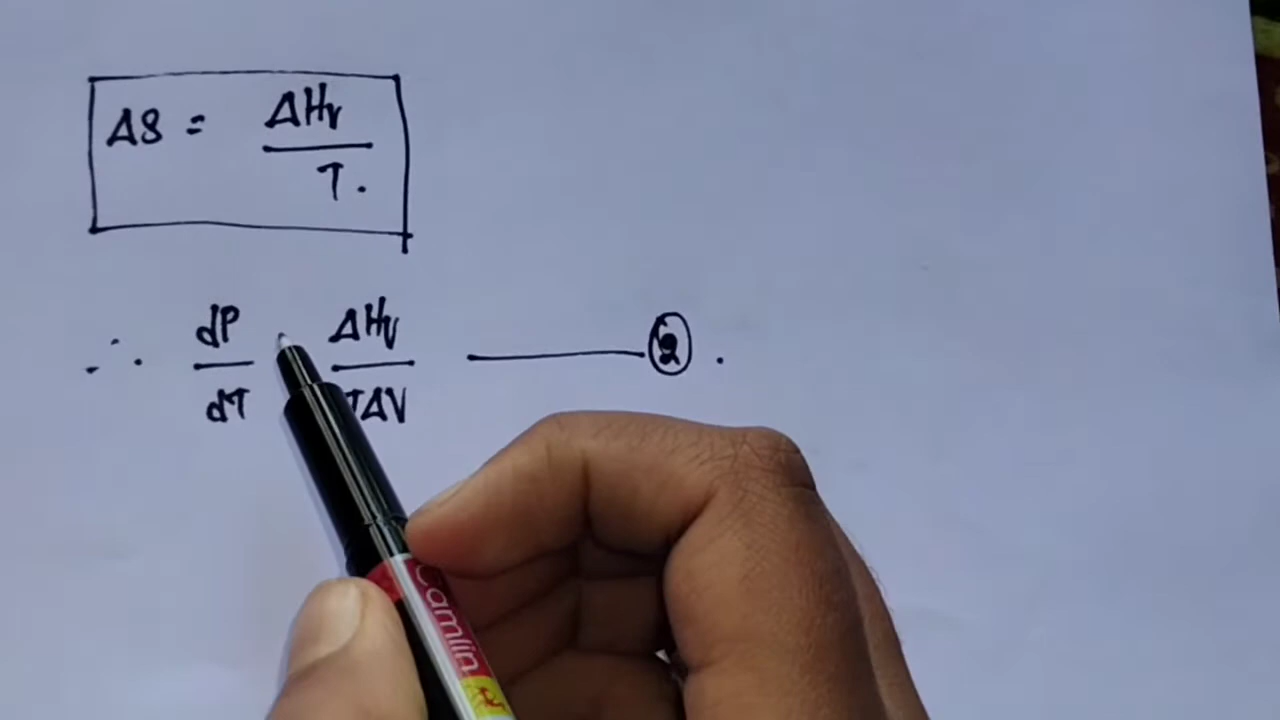 ΔS = ΔHv / T.
∴ dP / dT ΔHv / TΔV ——— ②.
Camlin